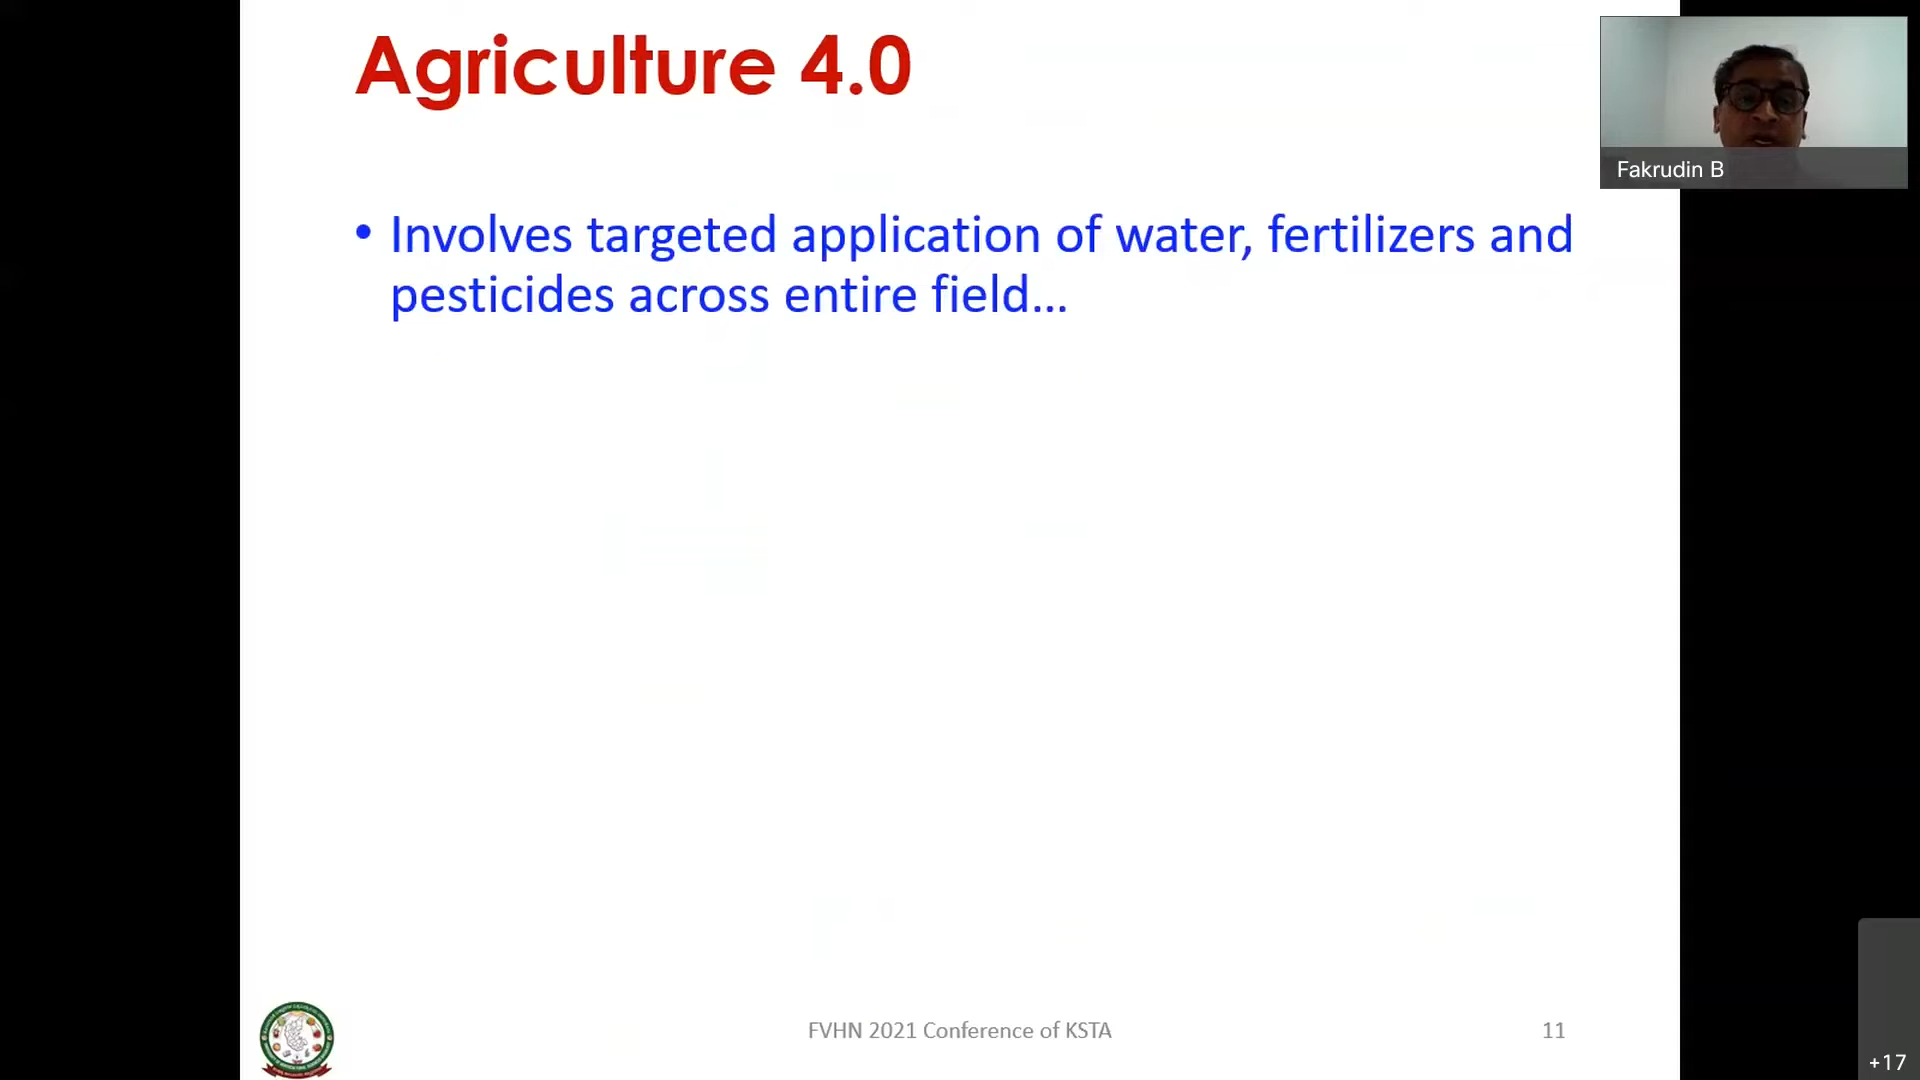 Agriculture 4.0
Fakrudin B
• Involves targeted application of water, fertilizers and
pesticides across entire field...
FVHN 2021 Conference of KSTA
11
+17